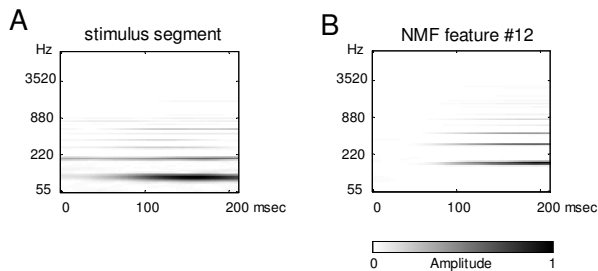 A
stimulus segment
Hz
3520
880
220
55
0 100 200 msec
B
NMF feature #12
Hz
3520
880
220
55
0 100 200 msec
0 Amplitude 1